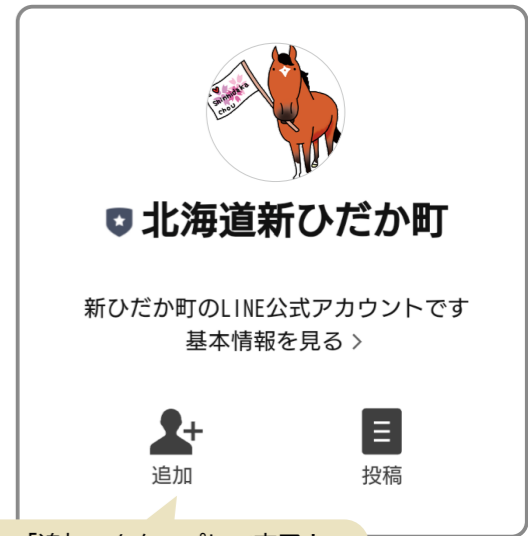 Shinhidaka
Chou
北海道新ひだか町
新ひだか町のLINE公式アカウントです
基本情報を見る >
追加
投稿